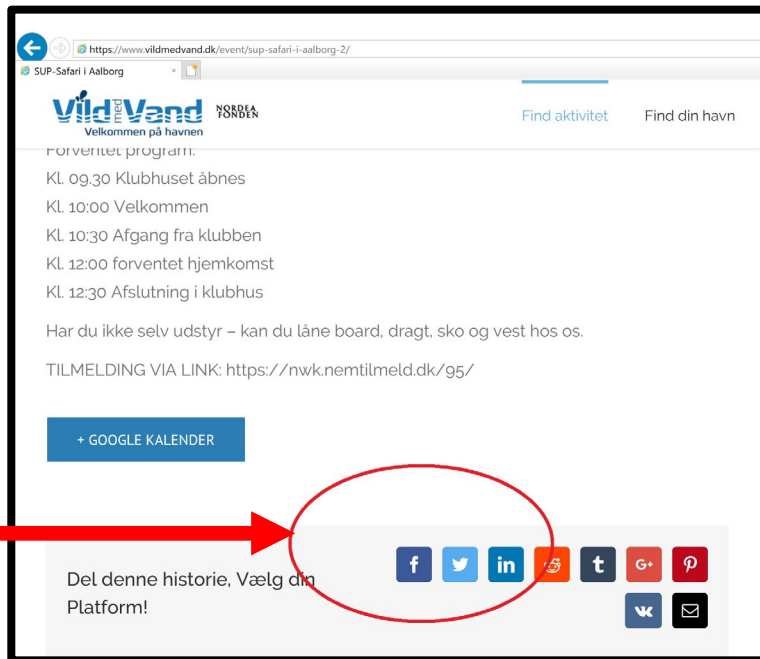 https://www.vildmedvand.dk/event/sup-safari-i-aalborg-2/
SUP-Safari i Aalborg
Vild med Vand
Velkommen på havnen
NORDEA
FONDEN
Find aktivitet
Find din havn
Forventet program:
Kl. 09.30 Klubhuset åbnes
Kl. 10:00 Velkommen
Kl. 10:30 Afgang fra klubben
Kl. 12:00 forventet hjemkomst
Kl. 12:30 Afslutning i klubhus
Har du ikke selv udstyr – kan du låne board, dragt, sko og vest hos os.
TILMELDING VIA LINK: https://nwk.nemtilmeld.dk/95/
+ GOOGLE KALENDER
Del denne historie, Vælg din
Platform!
f
in
t
G+